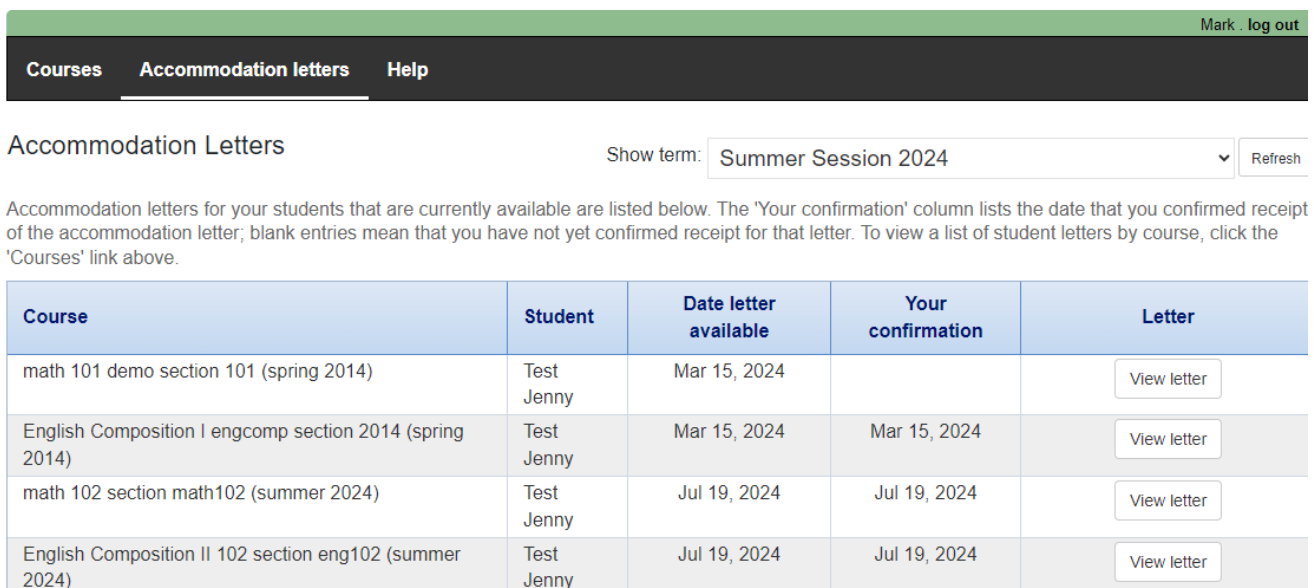 Mark . log out
Courses Accommodation letters Help
Accommodation Letters
Show term: Summer Session 2024 Refresh
Accommodation letters for your students that are currently available are listed below. The 'Your confirmation' column lists the date that you confirmed receipt
of the accommodation letter; blank entries mean that you have not yet confirmed receipt for that letter. To view a list of student letters by course, click the
'Courses' link above.
Course Student Date letter available Your confirmation Letter
math 101 demo section 101 (spring 2014) Test Mar 15, 2024 View letter
Jenny
English Composition I engcomp section 2014 (spring Test Mar 15, 2024 Mar 15, 2024 View letter
2014) Jenny
math 102 section math102 (summer 2024) Test Jul 19, 2024 Jul 19, 2024 View letter
Jenny
English Composition II 102 section eng102 (summer Test Jul 19, 2024 Jul 19, 2024 View letter
2024) Jenny